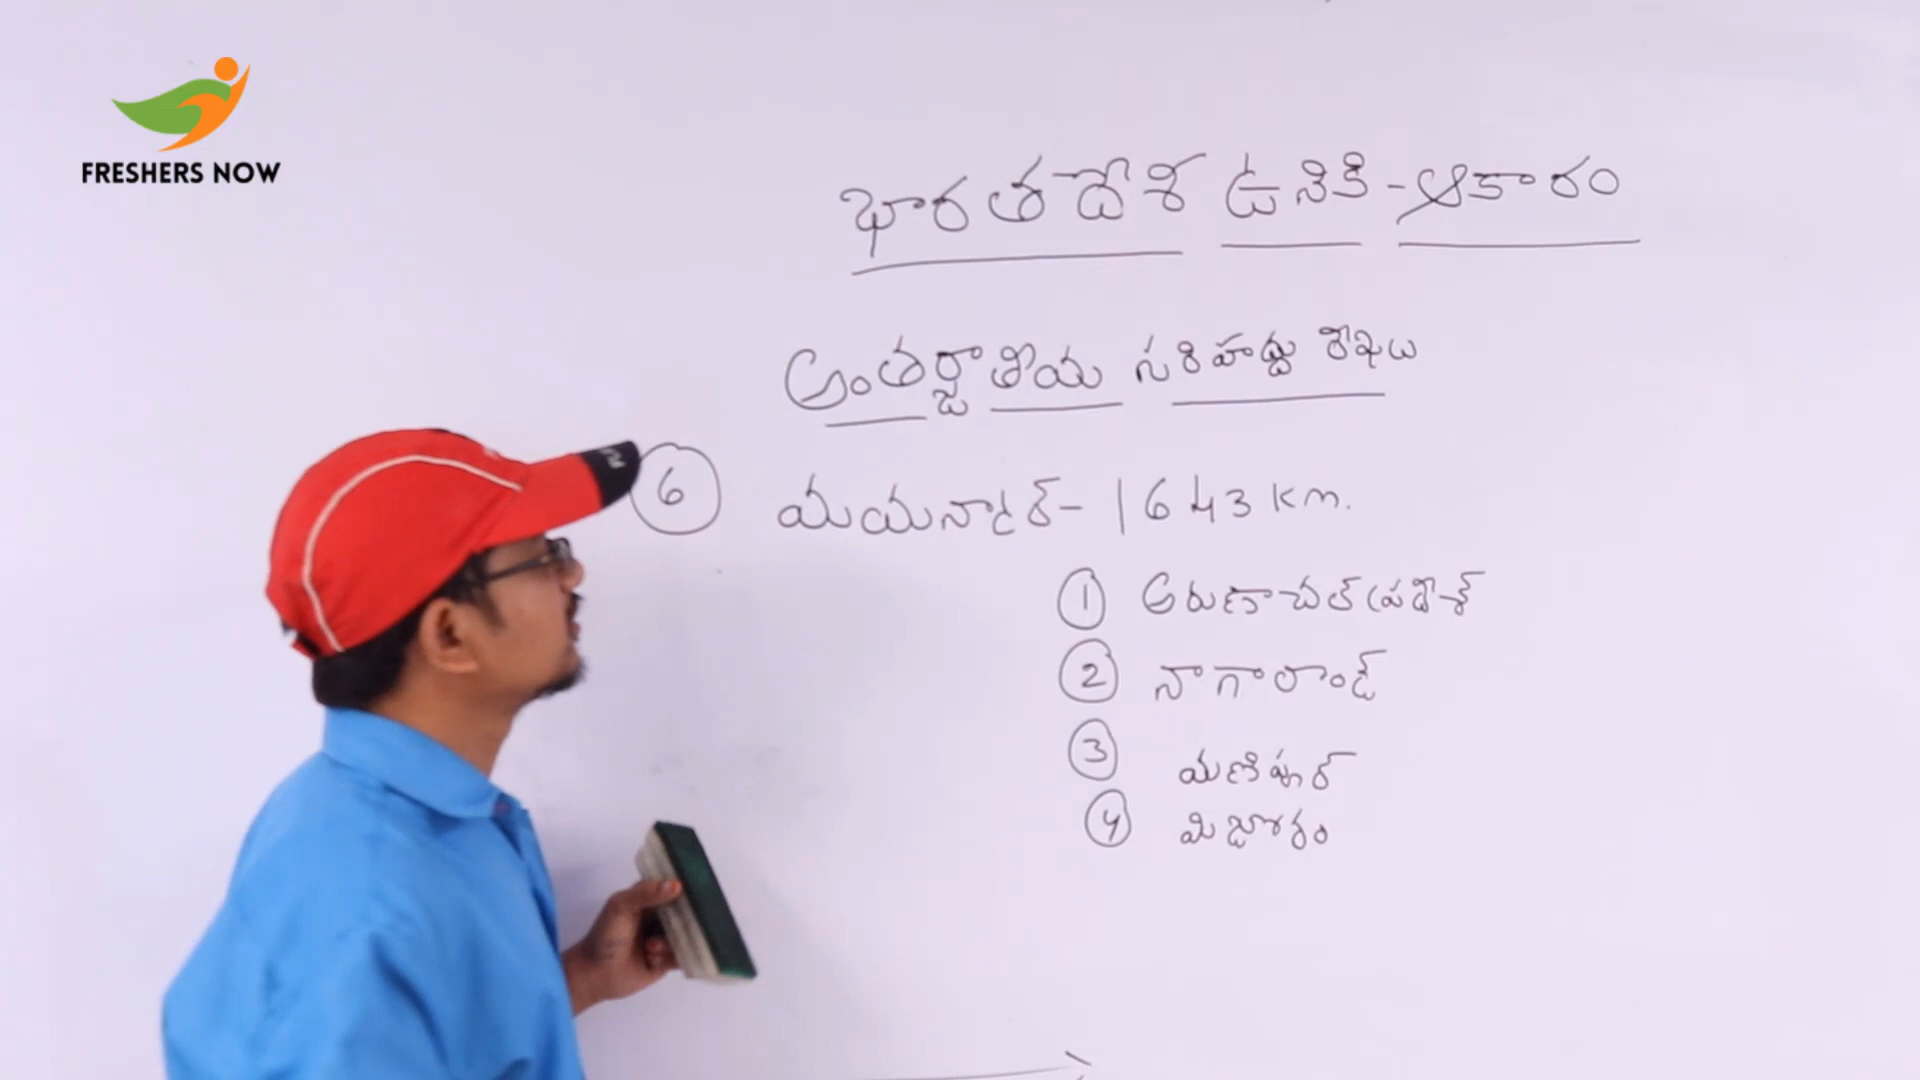 FRESHERS NOW
భారతదేశ ఉనికి - ఆకారం
అంతర్జాతీయ సరిహద్దు రేఖలు
6 మయన్మార్ - 1643 km.
1 అరుణాచల్ ప్రదేశ్
2 నాగాలాండ్
3 మణిపూర్
4 మిజోరం